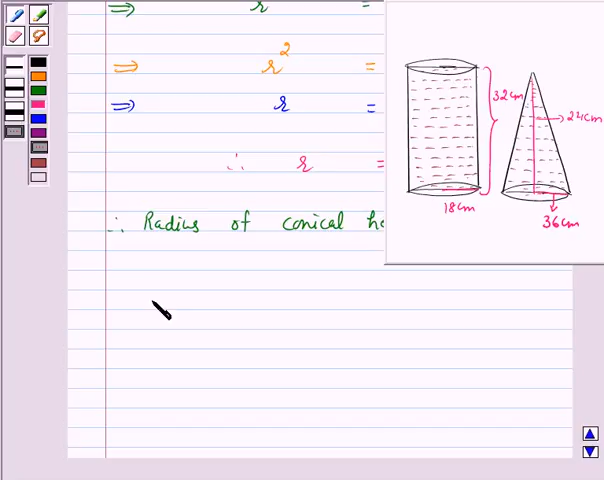 ⇒ r =
⇒ r² =
⇒ r =
∴ r =
∴ Radius of conical he
32cm
24cm
18cm
36cm